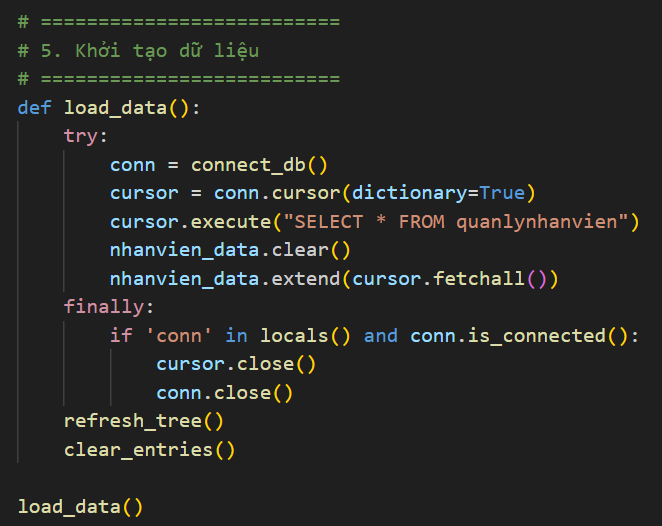 # ==========================
# 5. Khởi tạo dữ liệu
# ==========================
def load_data():
    try:
        conn = connect_db()
        cursor = conn.cursor(dictionary=True)
        cursor.execute("SELECT * FROM quanlynhanvien")
        nhanvien_data.clear()
        nhanvien_data.extend(cursor.fetchall())
    finally:
        if 'conn' in locals() and conn.is_connected():
            cursor.close()
            conn.close()
    refresh_tree()
    clear_entries()

load_data()